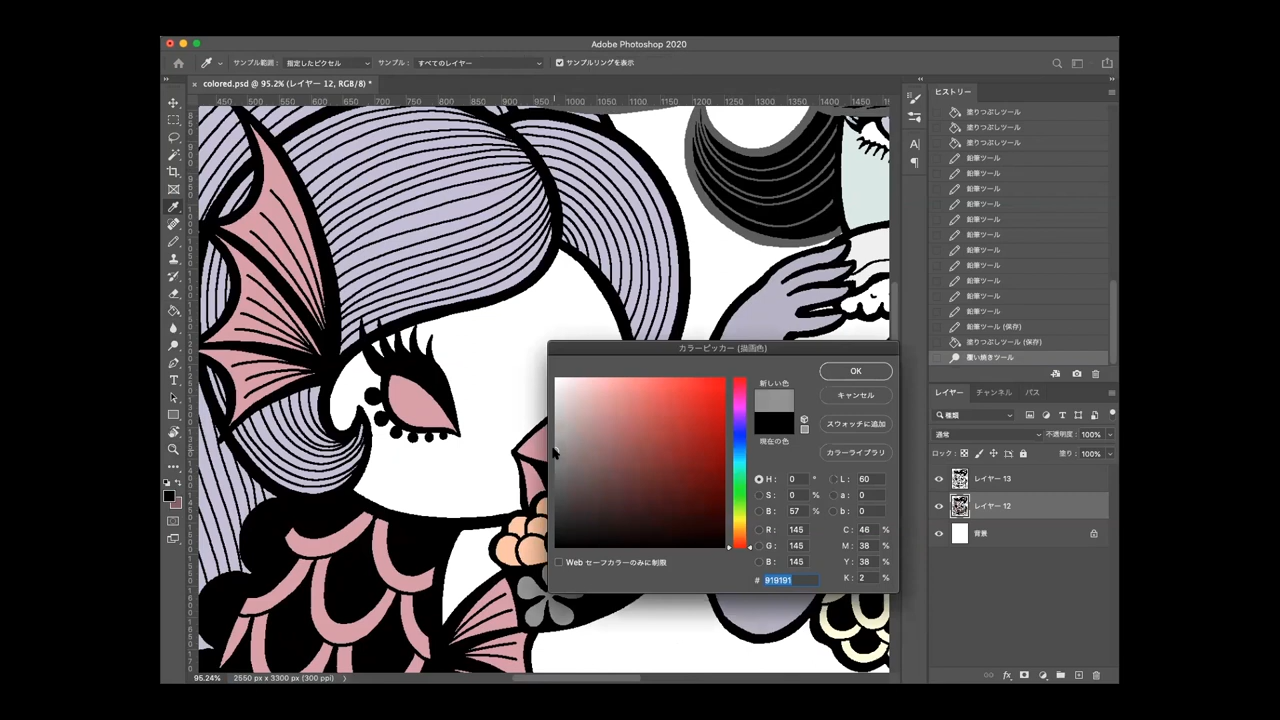 Adobe Photoshop 2020
サンプル範囲： 指定したピクセル サンプル： すべてのレイヤー サンプルリングを表示
× colored.psd @ 95.2% (レイヤー 12, RGB/8) *
450 500 550 600 650 700 750 800 850 900 950 1000 1050 1100 1150 1200 1250 1300 1350 1400 1450
ヒストリー
塗りつぶしツール
塗りつぶしツール
塗りつぶしツール
鉛筆ツール
鉛筆ツール
鉛筆ツール
鉛筆ツール
鉛筆ツール
鉛筆ツール
鉛筆ツール
鉛筆ツール
鉛筆ツール
鉛筆ツール
鉛筆ツール
鉛筆ツール (保存)
塗りつぶしツール (保存)
覆い焼きツール
カラーピッカー (描画色)
新しい色
現在の色
OK
キャンセル
スウォッチに追加
カラーライブラリ
H： 0 ° L： 60
S： 0 % a： 0
B： 57 % b： 0
R： 145 C： 46 %
G： 145 M： 38 %
B： 145 Y： 38 %
# 919191 K： 2 %
Web セーフカラーのみに制限
レイヤー チャンネル パス
種類
通常 不透明度： 100%
ロック： 塗り： 100%
レイヤー 13
レイヤー 12
背景
fx
95.24% 2550 px x 3300 px (300 ppi)